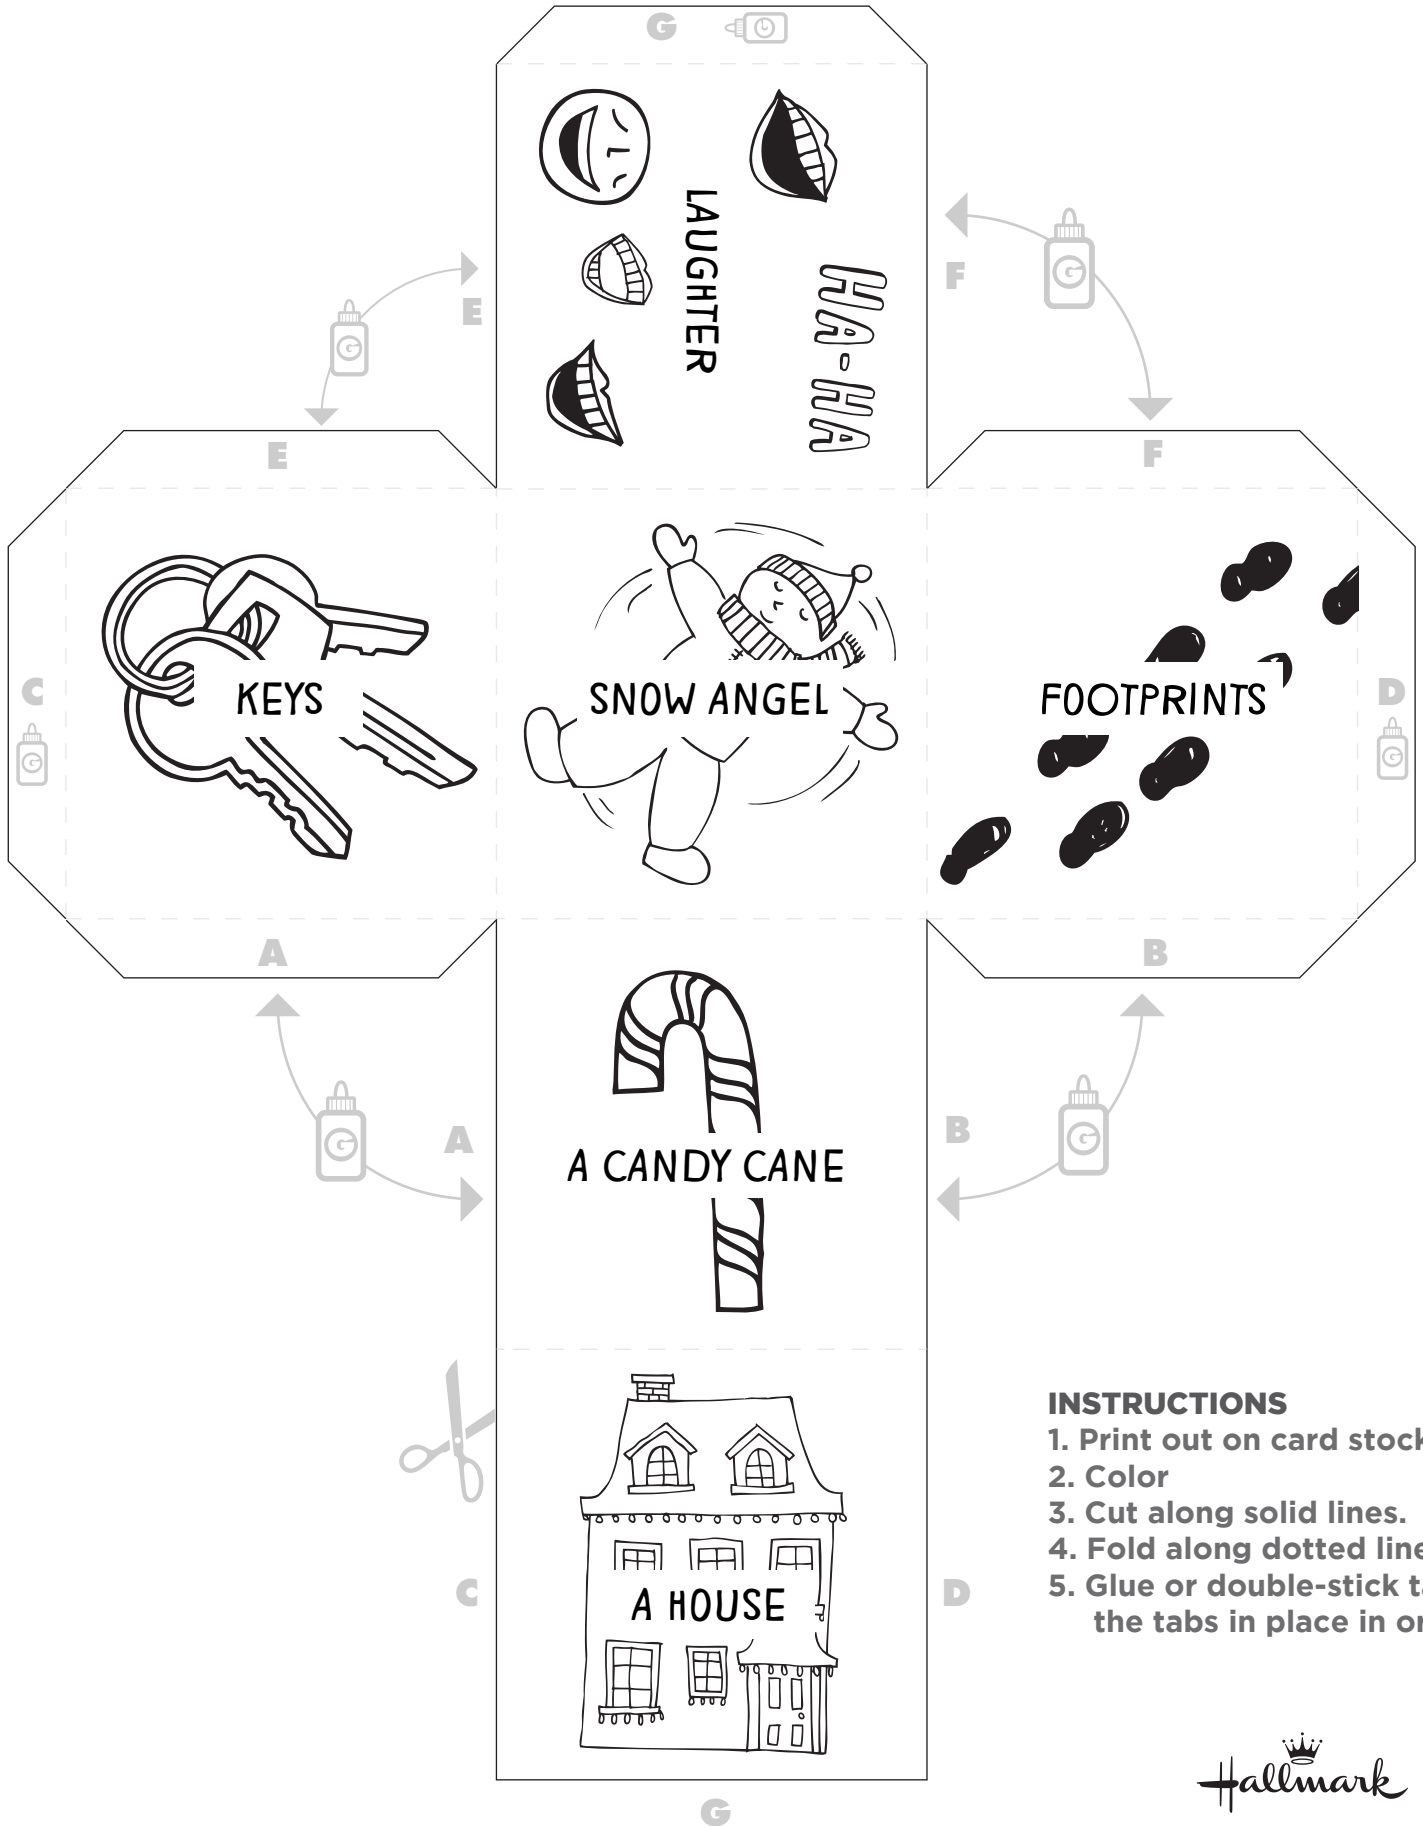 G
G
LAUGHTER
HA-HA
E
G
F
G
E
F
KEYS
SNOW ANGEL
FOOTPRINTS
C
G
D
G
A
B
A
G
B
G
A CANDY CANE
INSTRUCTIONS
1. Print out on card stock
2. Color
3. Cut along solid lines.
4. Fold along dotted line
5. Glue or double-stick
the tabs in place in
C
A HOUSE
D
Hallmark
G